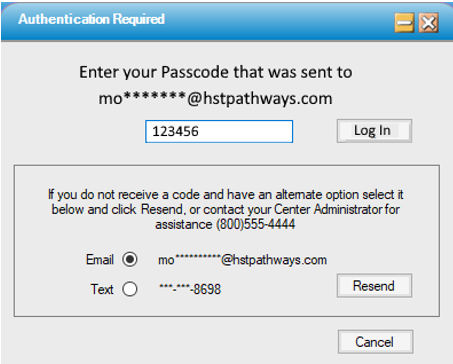 Authentication Required
Enter your Passcode that was sent to
mo*******@hstpathways.com
123456
Log In
If you do not receive a code and have an alternate option select it
below and click Resend, or contact your Center Administrator for
assistance (800)555-4444
Email mo**********@hstpathways.com
Text ***-***-8698
Resend
Cancel